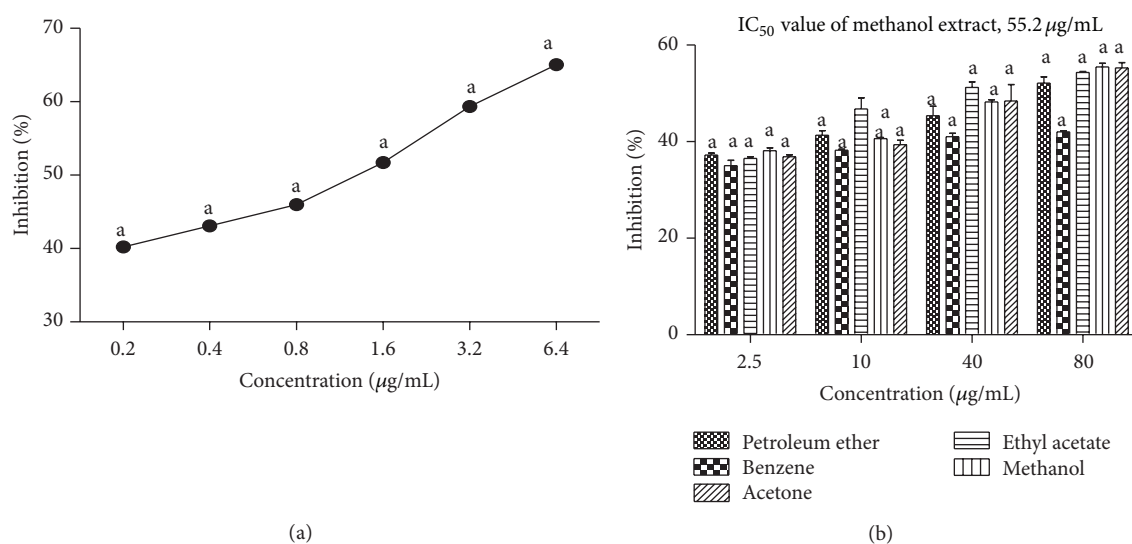 70
60
50
40
30
Inhibition (%)
a
a
a
a
a
a
0.2 0.4 0.8 1.6 3.2 6.4
Concentration (μg/mL)
(a)
IC50 value of methanol extract, 55.2 μg/mL
60
40
20
0
Inhibition (%)
a a a a a
a a a a a
a a a a a
a a a a a
2.5 10 40 80
Concentration (μg/mL)
Petroleum ether
Benzene
Acetone
Ethyl acetate
Methanol
(b)